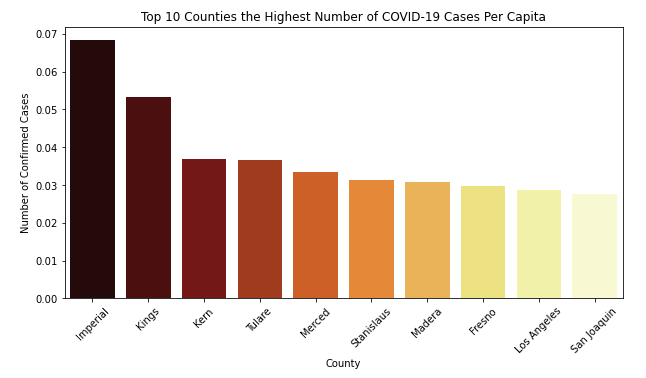 Top 10 Counties the Highest Number of COVID-19 Cases Per Capita
Number of Confirmed Cases
0.07
0.06
0.05
0.04
0.03
0.02
0.01
0.00
Imperial
Kings
Kern
Tulare
Merced
Stanislaus
Madera
Fresno
Los Angeles
San Joaquin
County